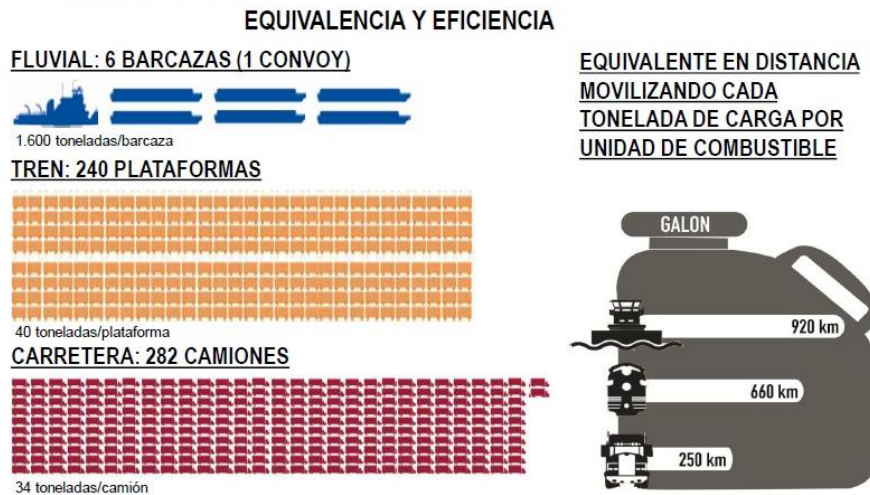 EQUIVALENCIA Y EFICIENCIA
FLUVIAL: 6 BARCAZAS (1 CONVOY)
1.600 toneladas/barcaza
TREN: 240 PLATAFORMAS
40 toneladas/plataforma
CARRETERA: 282 CAMIONES
34 toneladas/camión
EQUIVALENTE EN DISTANCIA
MOVILIZANDO CADA
TONELADA DE CARGA POR
UNIDAD DE COMBUSTIBLE
GALON
920 km
660 km
250 km